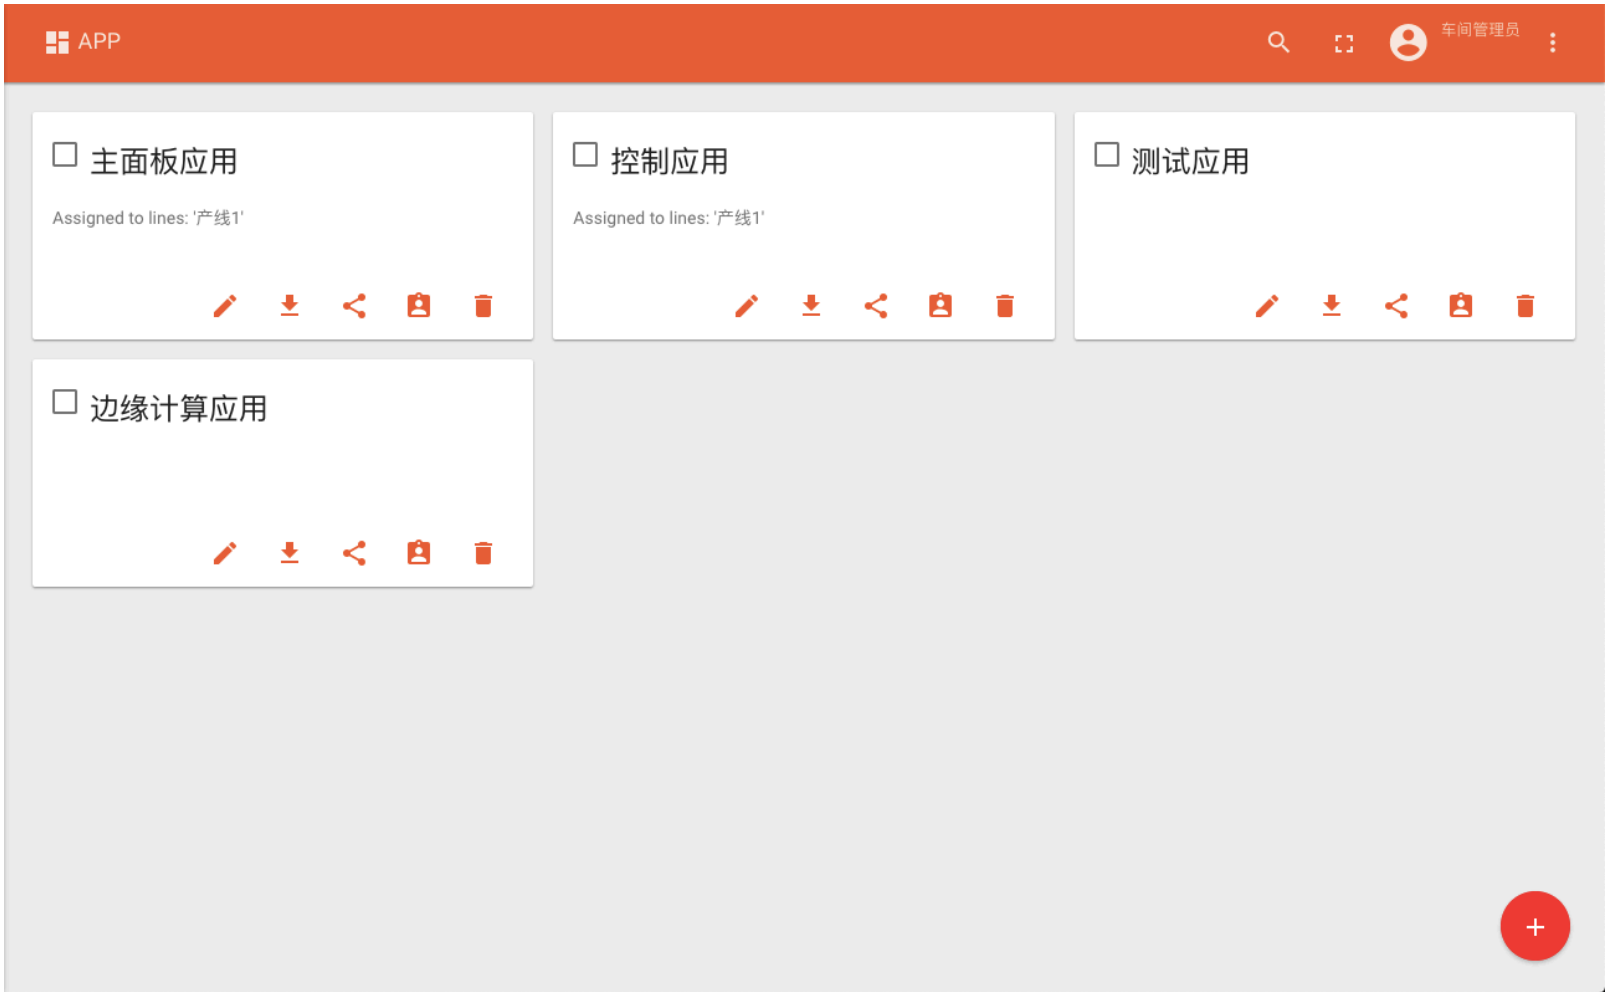 APP
车间管理员
主面板应用
Assigned to lines: '产线1'
控制应用
Assigned to lines: '产线1'
测试应用
边缘计算应用